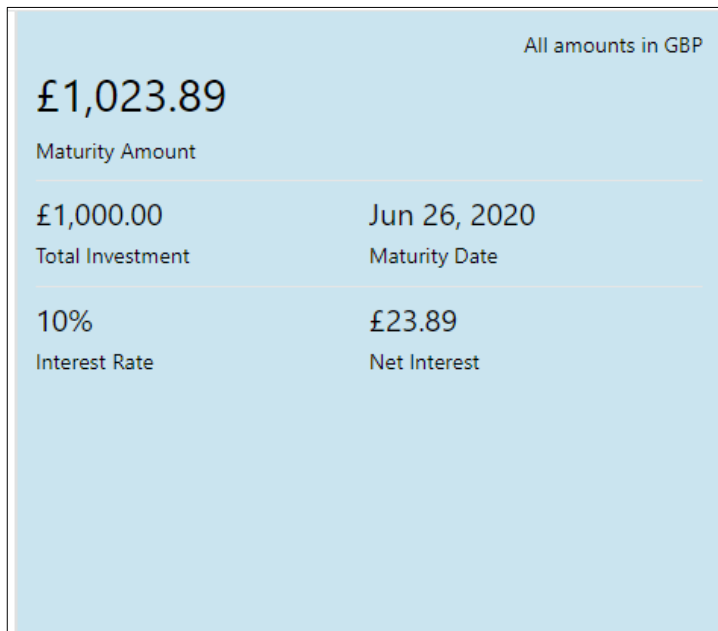 All amounts in GBP
£1,023.89
Maturity Amount
£1,000.00 Jun 26, 2020
Total Investment Maturity Date
10% £23.89
Interest Rate Net Interest